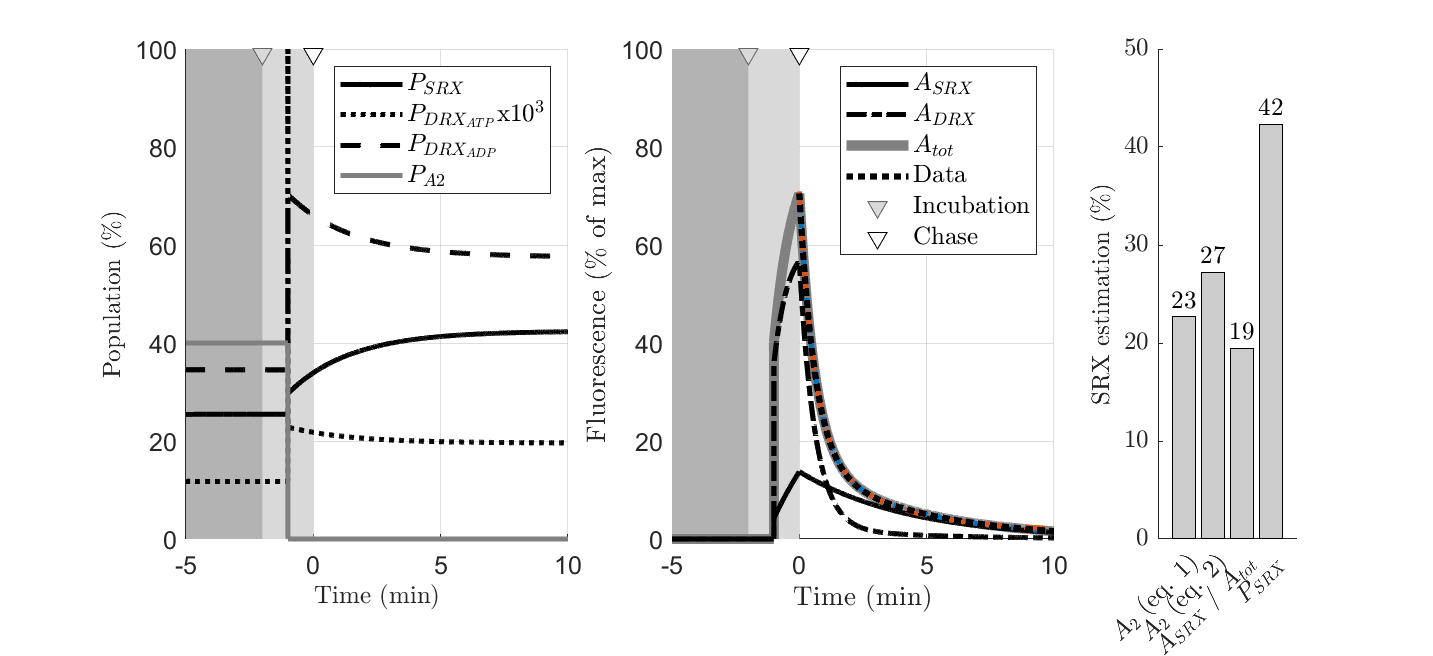 100
80
60
40
20
0
-5
0
5
10
Population (%)
Time (min)
P_SRX
P_DRX_ATP x10^3
P_DRX_ADP
P_A2
100
80
60
40
20
0
-5
0
5
10
Fluorescence (% of max)
Time (min)
A_SRX
A_DRX
A_tot
Data
Incubation
Chase
50
40
30
20
10
0
SRX estimation (%)
23
27
19
42
A_2 (eq. 1)
A_2 (eq. 2)
A_SRX / A_tot
P_SRX